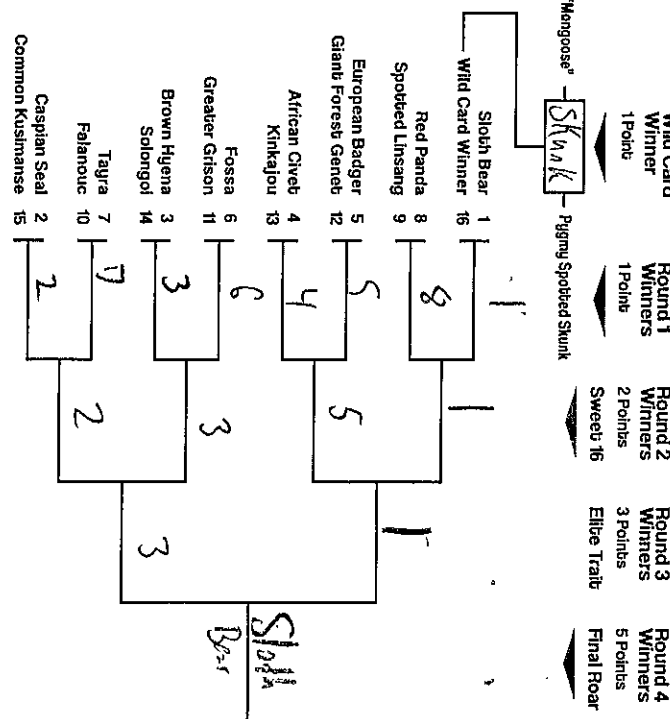 Wild Card
Winner
1 Point
Round 1
Winners
1 Point
Round 2
Winners
2 Points
Sweet 16
Round 3
Winners
3 Points
Elite Trait
Round 4
Winners
5 Points
Final Roar
"Mongoose"
Skunk
Pygmy Spotted Skunk
Sloth Bear 1
Wild Card Winner 16
Red Panda 8
Spotted Linsang 9
European Badger 5
Giant Forest Genet 12
African Civet 4
Kinkajou 13
Fossa 6
Greater Grison 11
Brown Hyena 3
Solongoi 14
Tayra 7
Falanouc 10
Caspian Seal 2
Common Kusimanse 15
1
8
5
4
6
3
7
2
1
5
3
2
1
3
Sloth
Bear